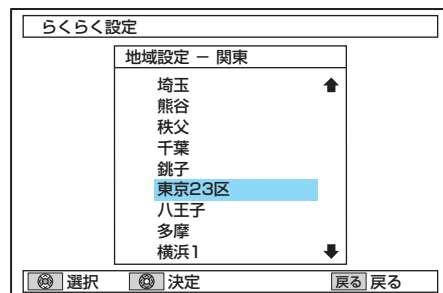 らくらく設定
地域設定 － 関東
埼玉
熊谷
秩父
千葉
銚子
東京23区
八王子
多摩
横浜1
選択 決定 戻る 戻る